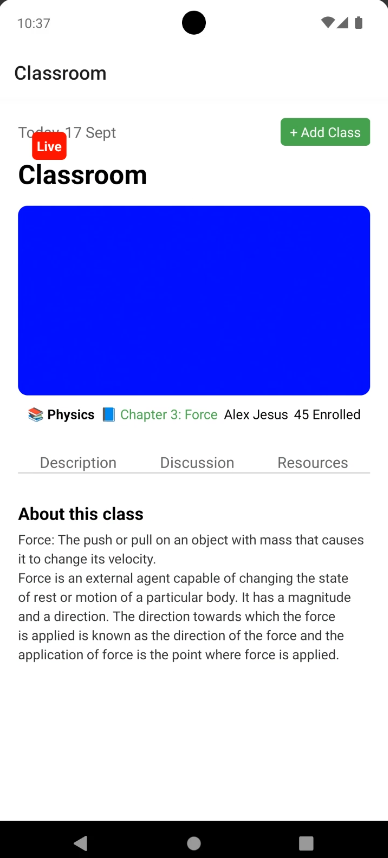 10:37
Classroom
Today, 17 Sept
+ Add Class
Live
Classroom
Physics Chapter 3: Force Alex Jesus 45 Enrolled
Description Discussion Resources
About this class
Force: The push or pull on an object with mass that causes
it to change its velocity.
Force is an external agent capable of changing the state
of rest or motion of a particular body. It has a magnitude
and a direction. The direction towards which the force
is applied is known as the direction of the force and the
application of force is the point where force is applied.